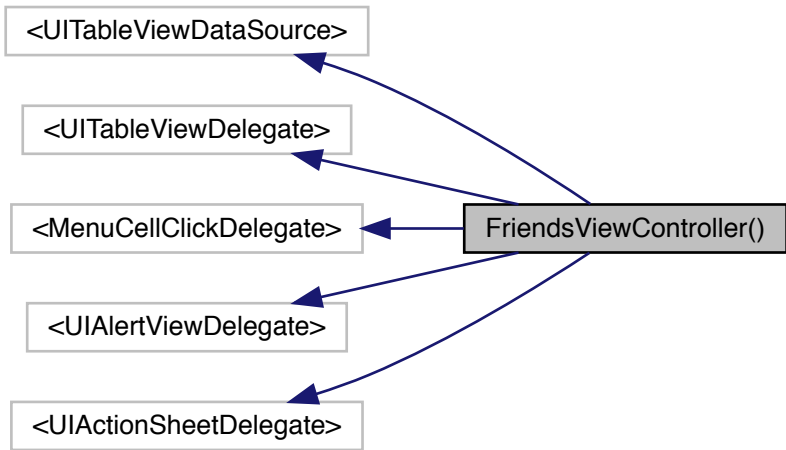 <UITableViewDataSource>
<UITableViewDelegate>
<MenuCellClickDelegate>
FriendsViewController()
<UIAlertViewDelegate>
<UIActionSheetDelegate>